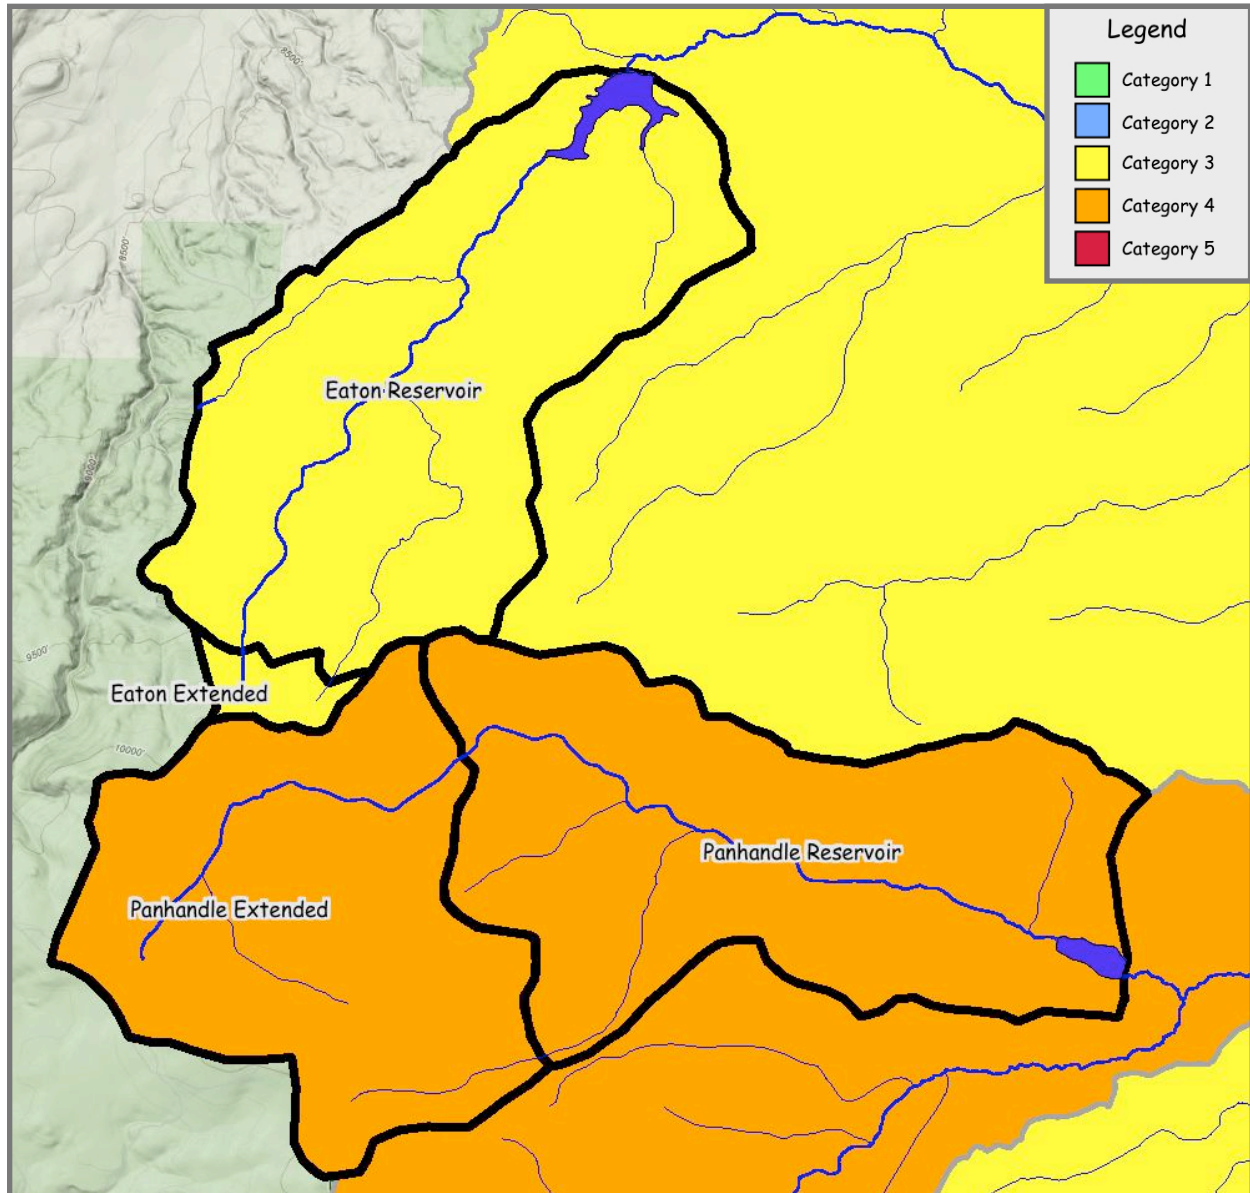 Legend
Category 1
Category 2
Category 3
Category 4
Category 5
8500'
8500'
Eaton Reservoir
9000'
9500'
Eaton Extended
10000'
Panhandle Reservoir
Panhandle Extended